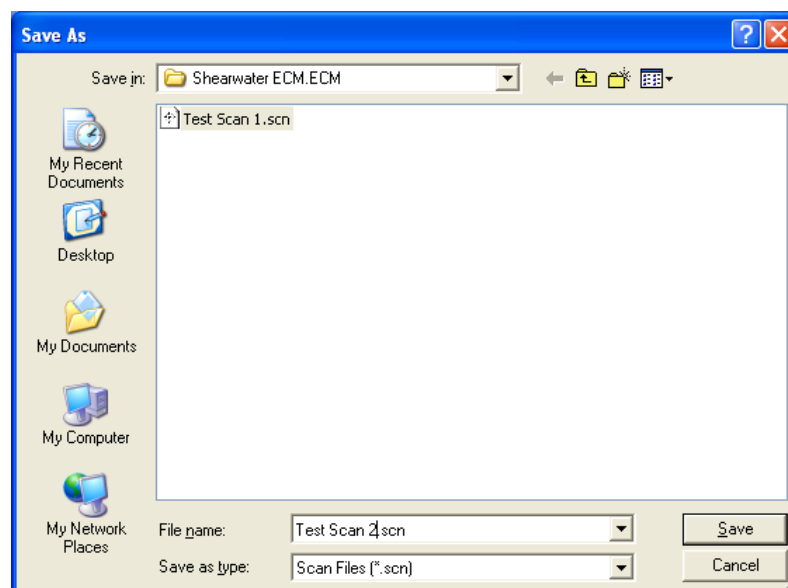 Save As
Save in:
Shearwater ECM.ECM
Test Scan 1.scn
My Recent
Documents
Desktop
My Documents
My Computer
My Network
Places
File name:
Test Scan 2.scn
Save
Save as type:
Scan Files (*.scn)
Cancel